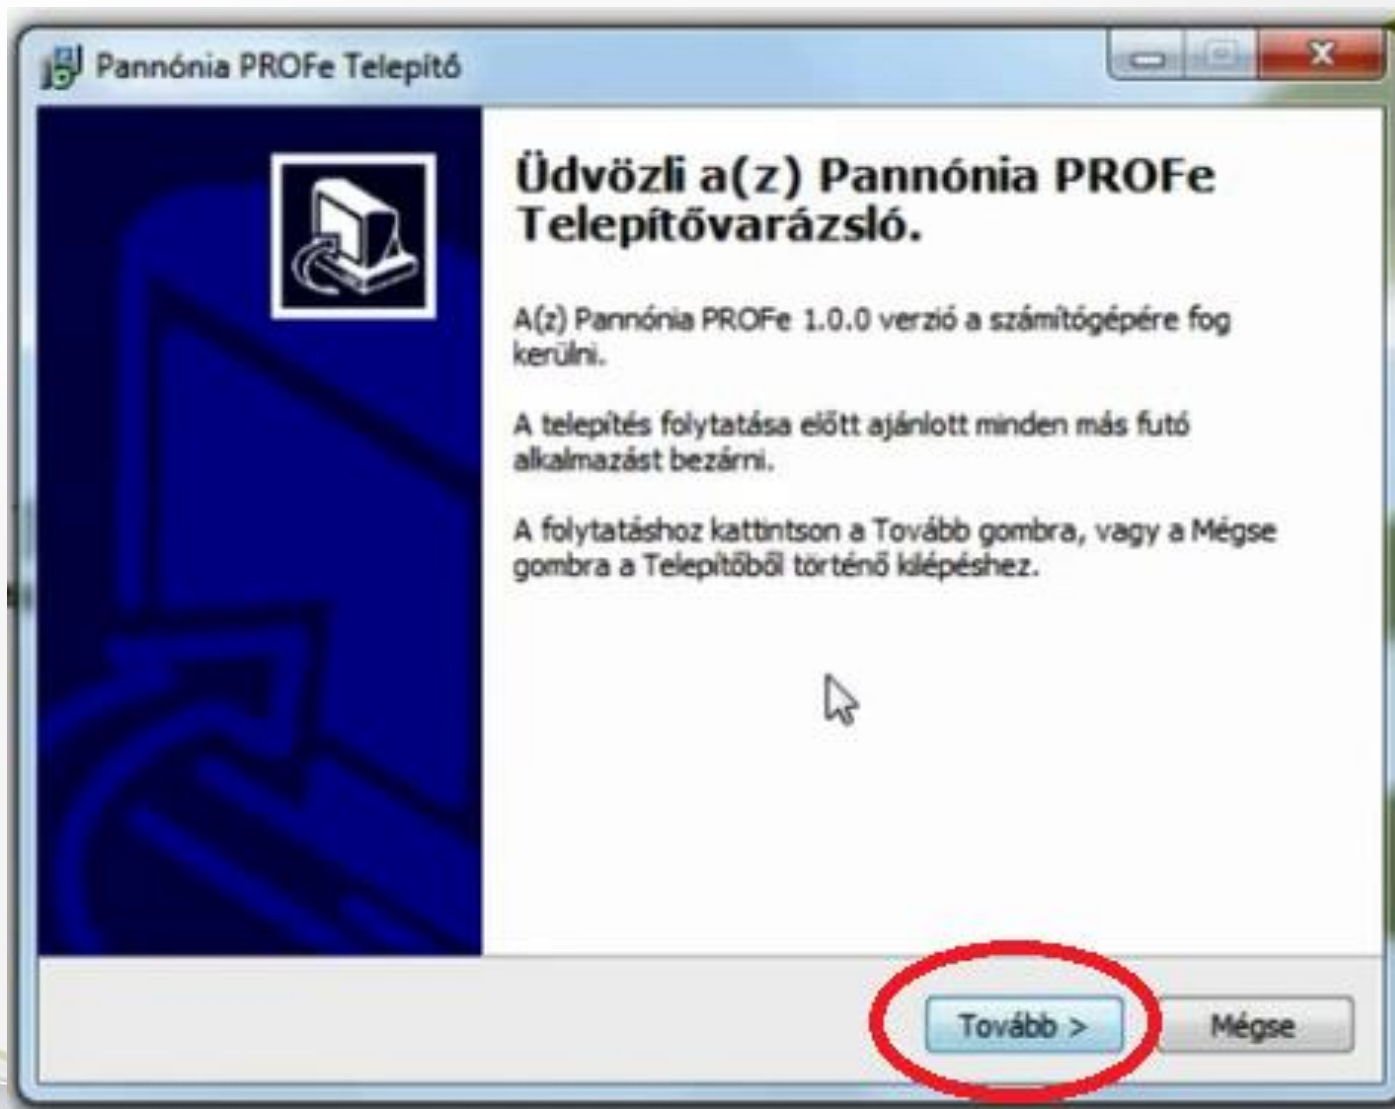 Pannónia PROFe Telepítő
Üdvözli a(z) Pannónia PROFe
Telepítővarázsló.
A(z) Pannónia PROFe 1.0.0 verzió a számítógépére fog
kerülni.
A telepítés folytatása előtt ajánlott minden más futó
alkalmazást bezárni.
A folytatáshoz kattintson a Tovább gombra, vagy a Mégse
gombra a Telepítőből történő kilépéshez.
Tovább >
Mégse